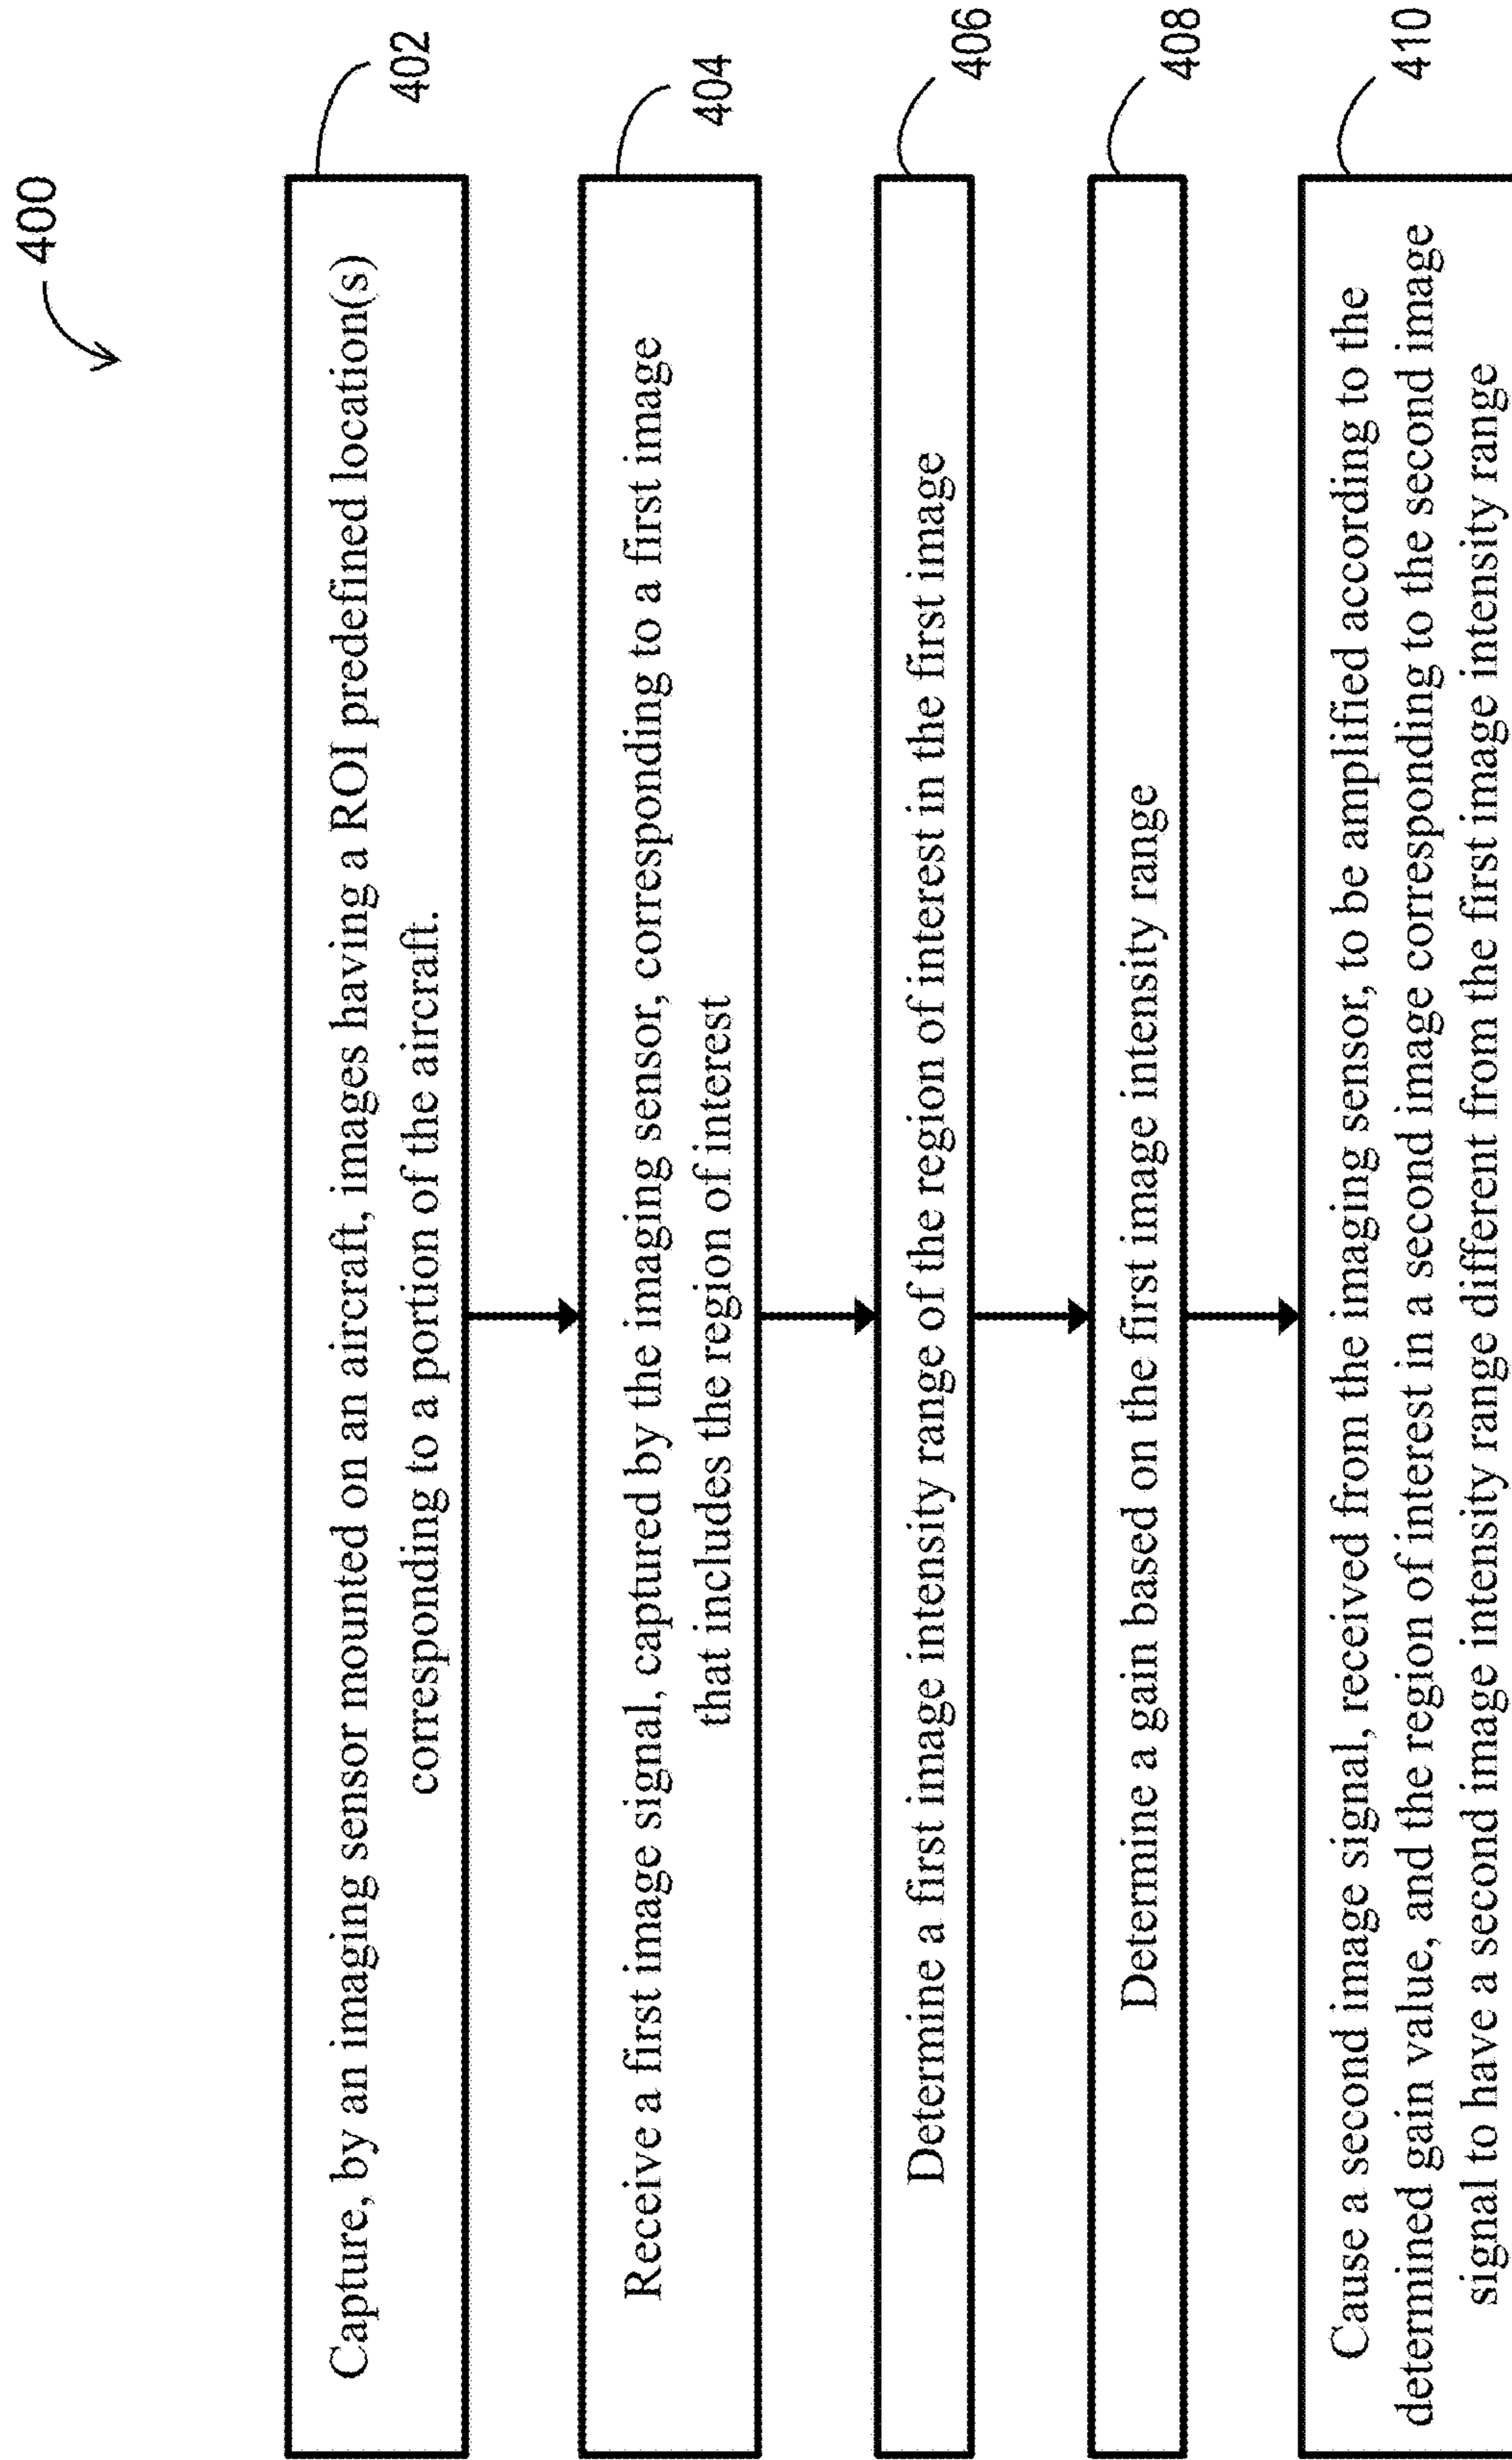 400
Capture, by an imaging sensor mounted on an aircraft, images having a ROI predefined location(s)
corresponding to a portion of the aircraft.
402
Receive a first image signal, captured by the imaging sensor, corresponding to a first image
that includes the region of interest
404
Determine a first image intensity range of the region of interest in the first image
406
Determine a gain based on the first image intensity range
408
Cause a second image signal, received from the imaging sensor, to be amplified according to the
determined gain value, and the region of interest in a second image corresponding to the second image
signal to have a second image intensity range different from the first image intensity range
410